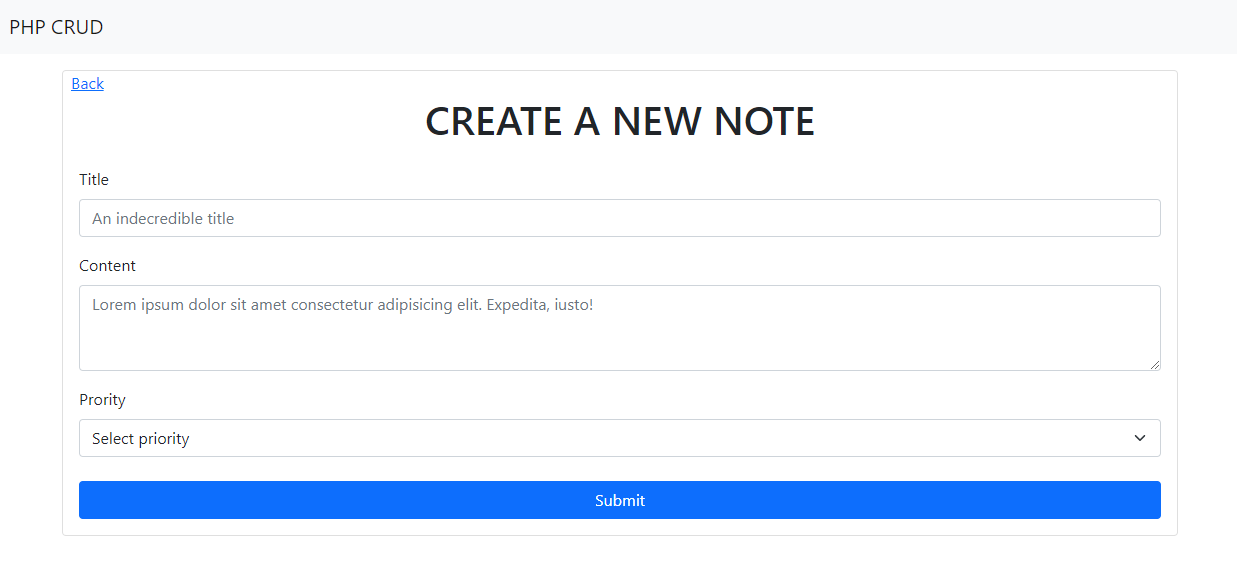 PHP CRUD
Back
CREATE A NEW NOTE
Title
An indecredible title
Content
Lorem ipsum dolor sit amet consectetur adipisicing elit. Expedita, iusto!
Prority
Select priority
Submit